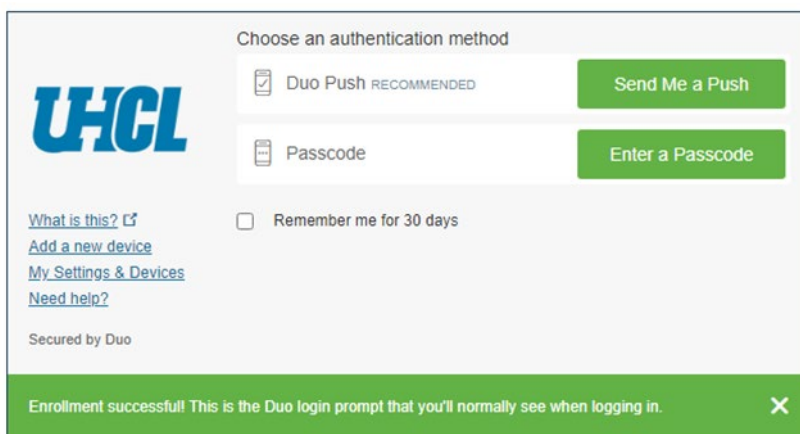 Choose an authentication method
UHCL
Duo Push RECOMMENDED
Send Me a Push
Passcode
Enter a Passcode
What is this?
Remember me for 30 days
Add a new device
My Settings & Devices
Need help?
Secured by Duo
Enrollment successful! This is the Duo login prompt that you'll normally see when logging in.